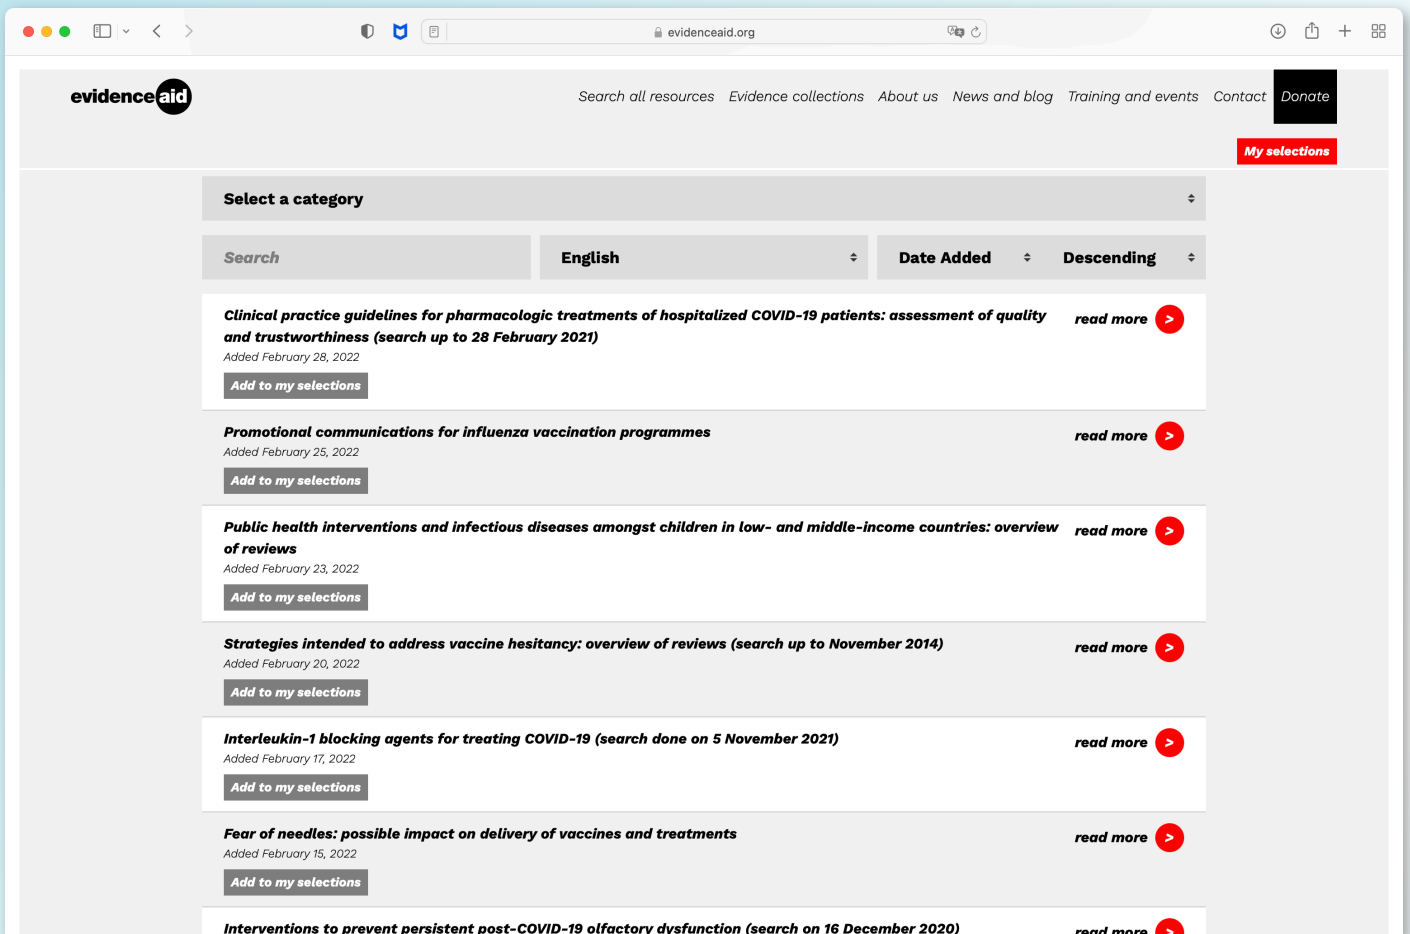 evidenceaid.org
evidence aid
Search all resources Evidence collections About us News and blog Training and events Contact Donate
My selections
Select a category
Search English Date Added Descending
Clinical practice guidelines for pharmacologic treatments of hospitalized COVID-19 patients: assessment of quality
and trustworthiness (search up to 28 February 2021)
read more >
Added February 28, 2022
Add to my selections
Promotional communications for influenza vaccination programmes
read more >
Added February 25, 2022
Add to my selections
Public health interventions and infectious diseases amongst children in low- and middle-income countries: overview
of reviews
read more >
Added February 23, 2022
Add to my selections
Strategies intended to address vaccine hesitancy: overview of reviews (search up to November 2014)
read more >
Added February 20, 2022
Add to my selections
Interleukin-1 blocking agents for treating COVID-19 (search done on 5 November 2021)
read more >
Added February 17, 2022
Add to my selections
Fear of needles: possible impact on delivery of vaccines and treatments
read more >
Added February 15, 2022
Add to my selections
Interventions to prevent persistent post-COVID-19 olfactory dysfunction (search on 16 December 2020)
read more >